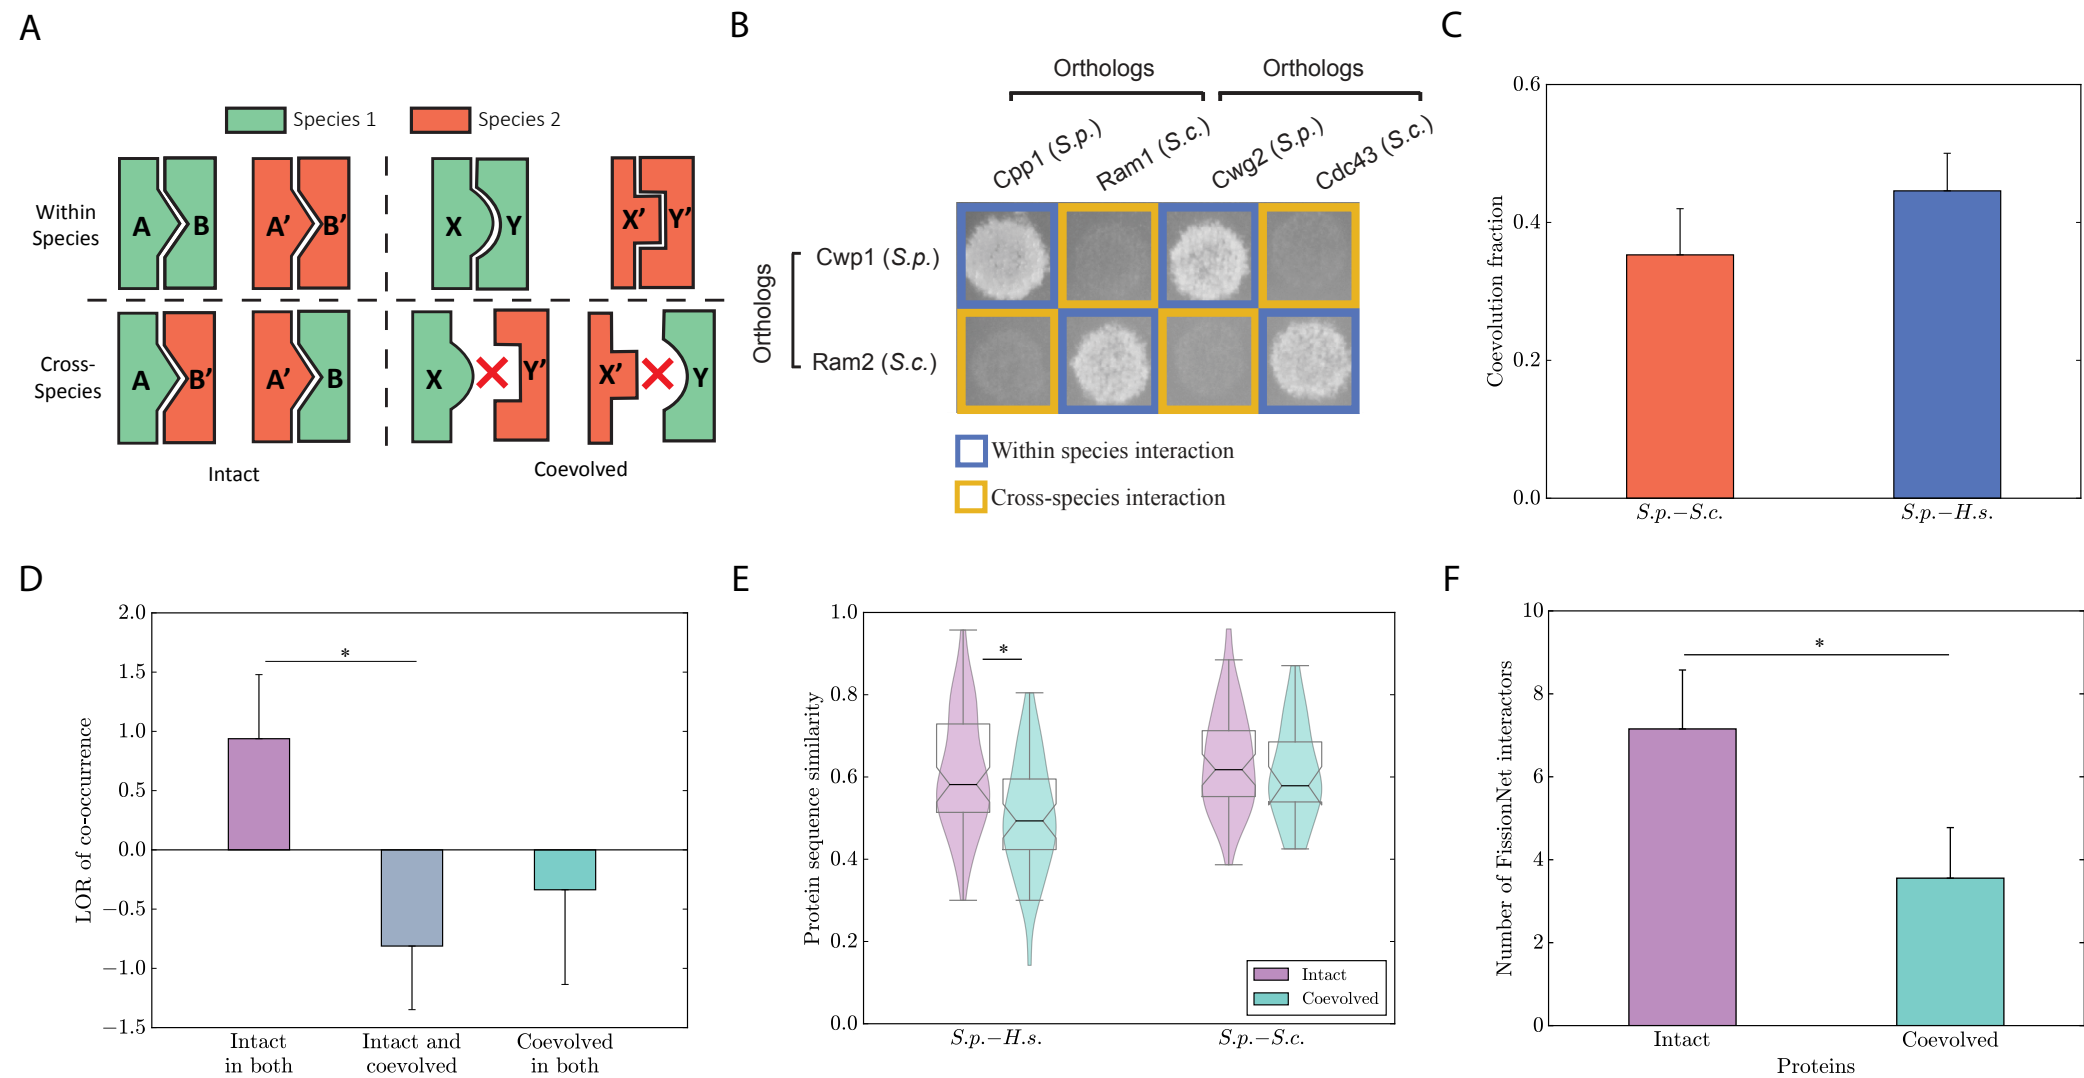 A
Species 1
Species 2
Within
Species
A
B
A’
B’
X
Y
X’
Y’
Cross-
Species
A
B’
A’
B
X
Y’
X’
Y
Intact
Coevolved
B
Orthologs
Orthologs
Cpp1 (S.p.)
Ram1 (S.c.)
Cwg2 (S.p.)
Cdc43 (S.c.)
Orthologs
Cwp1 (S.p.)
Ram2 (S.c.)
Within species interaction
Cross-species interaction
C
Coevolution fraction
0.6
0.4
0.2
0.0
S.p.−S.c.
S.p.−H.s.
D
LOR of co-occurrence
2.0
1.5
1.0
0.5
0.0
−0.5
−1.0
−1.5
*
Intact
in both
Intact and
coevolved
Coevolved
in both
E
Protein sequence similarity
1.0
0.8
0.6
0.4
0.2
0.0
*
Intact
Coevolved
S.p.−H.s.
S.p.−S.c.
F
Number of FissionNet interactors
10
8
6
4
2
0
*
Intact
Coevolved
Proteins